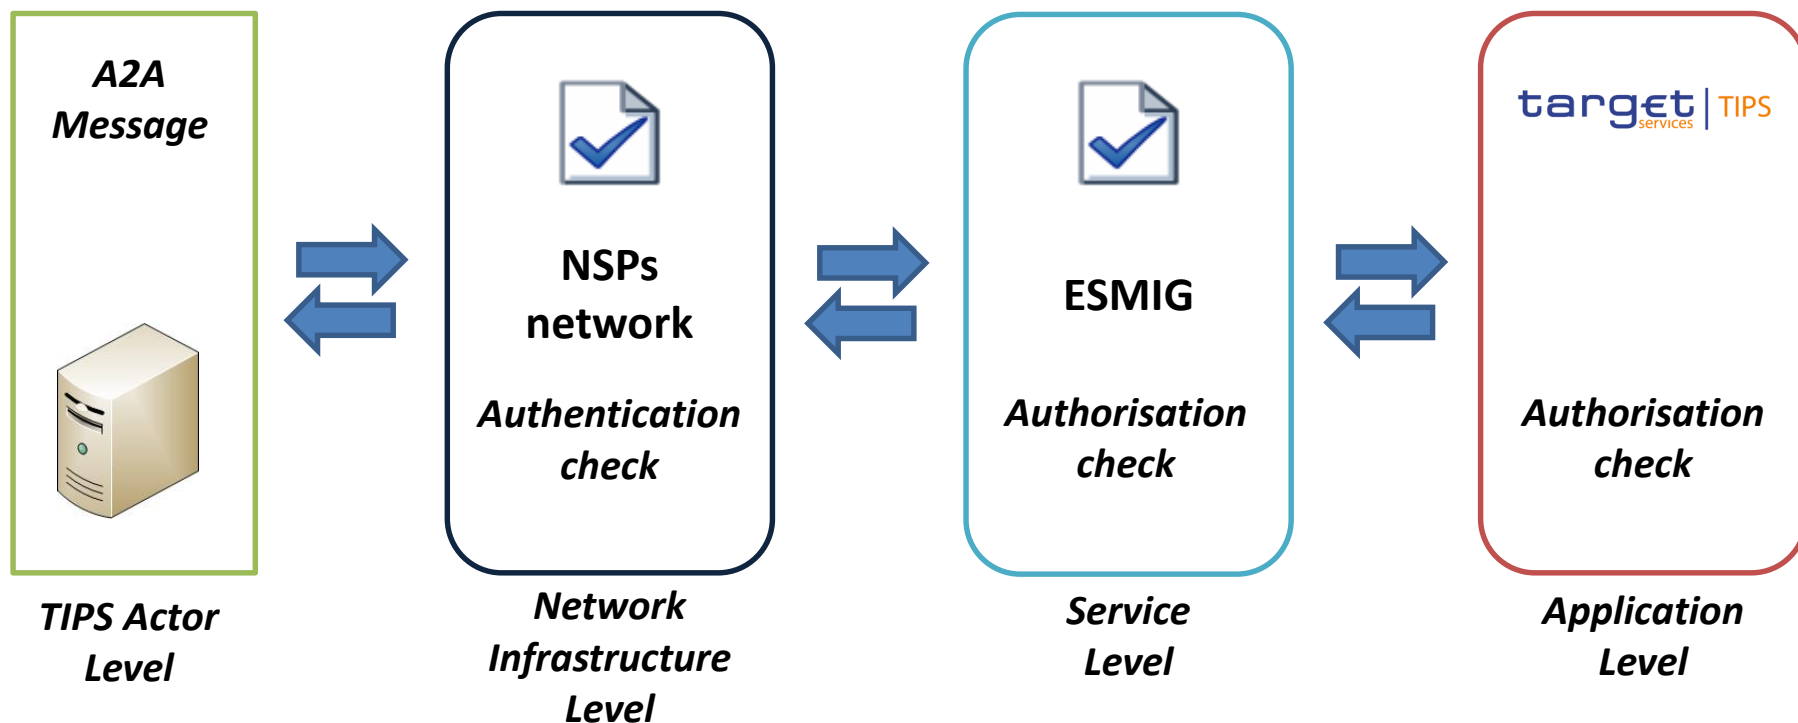 A2A
Message
TIPS Actor
Level
NSPs
network
Authentication
check
Network
Infrastructure
Level
ESMIG
Authorisation
check
Service
Level
target
services
TIPS
Authorisation
check
Application
Level